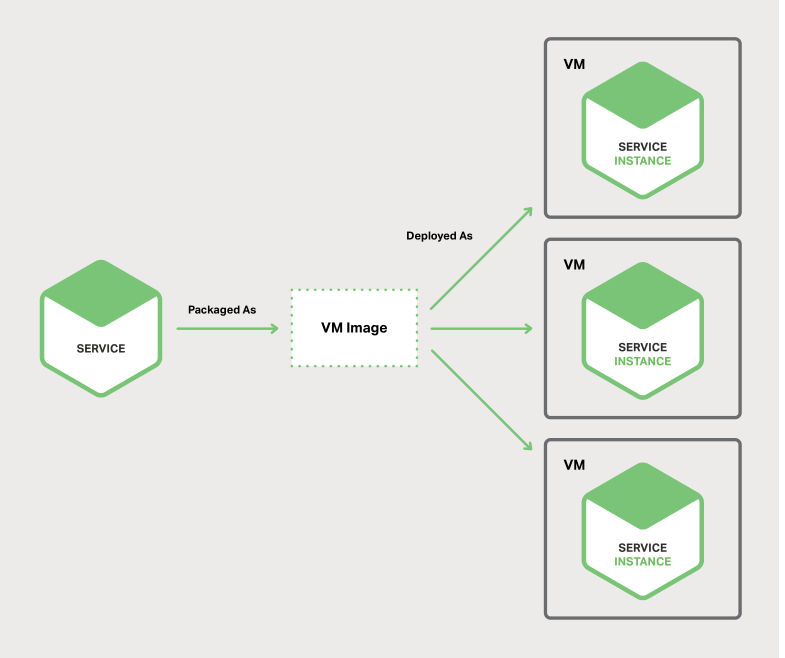 SERVICE
Packaged As
VM Image
Deployed As
VM
SERVICE
INSTANCE
VM
SERVICE
INSTANCE
VM
SERVICE
INSTANCE